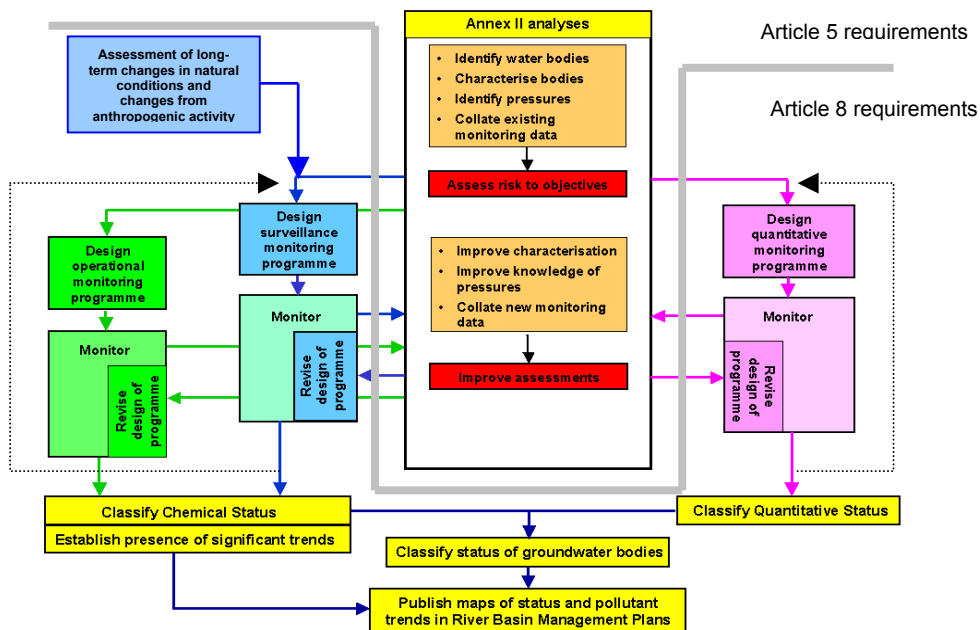 Annex II analyses
Article 5 requirements
Article 8 requirements
Assessment of long-
term changes in natural
conditions and
changes from
anthropogenic activity
• Identify water bodies
• Characterise bodies
• Identify pressures
• Collate existing
monitoring data
Assess risk to objectives
Design
operational
monitoring
programme
Design
surveillance
monitoring
programme
Design
quantitative
monitoring
programme
• Improve characterisation
• Improve knowledge of
pressures
• Collate new monitoring
data
Improve assessments
Monitor
Revise
design of
programme
Monitor
Revise
design of
programme
Monitor
Revise
design of
programme
Classify Chemical Status
Establish presence of significant trends
Classify Quantitative Status
Classify status of groundwater bodies
Publish maps of status and pollutant
trends in River Basin Management Plans